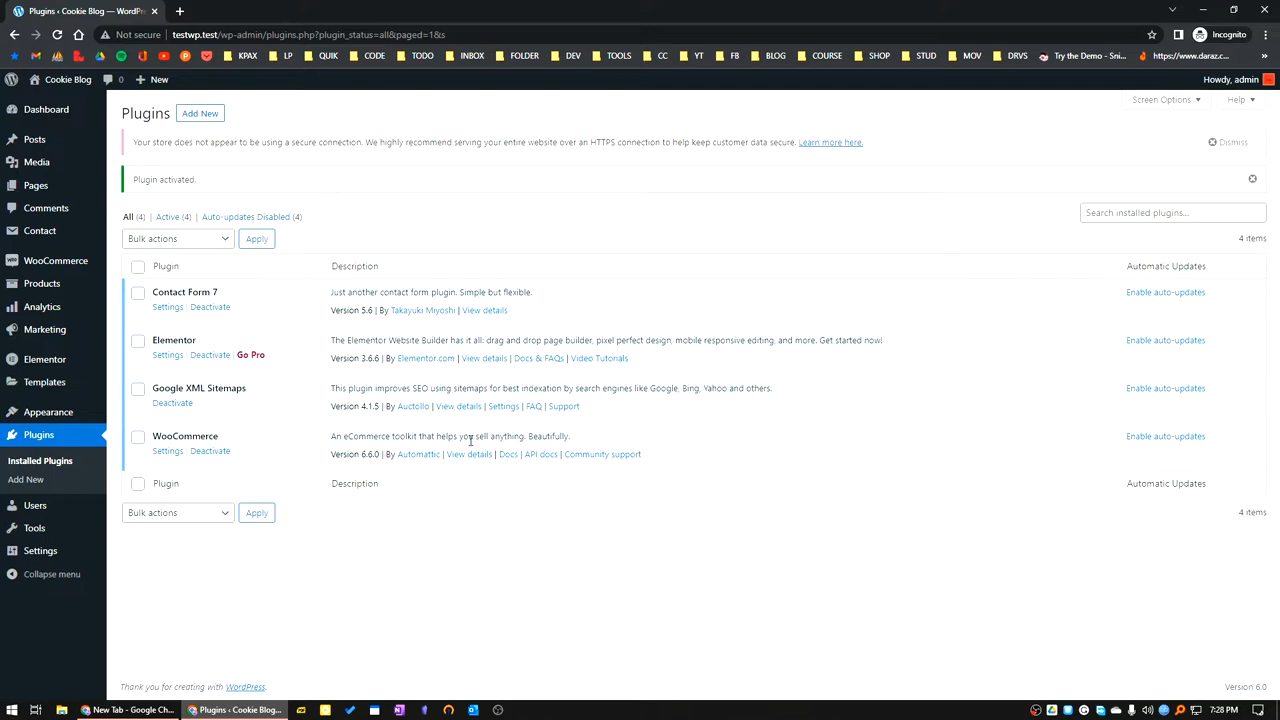 Plugins ‹ Cookie Blog — WordPr
Not secure testwp.test/wp-admin/plugins.php?plugin_status=all&paged=1&s Incognito
KPAX LP QUIK TODO INBOX FOLDER DEV TOOLS CC YT FB BLOG COURSE SHOP STUD MOV DRVS Try the Demo - Sni... https://www.daraz....
Cookie Blog 0 New Howdy, admin
Dashboard
Posts
Media
Pages
Comments
Contact
WooCommerce
Products
Analytics
Marketing
Elementor
Templates
Appearance
Plugins
Installed Plugins
Add New
Users
Tools
Settings
Collapse menu
Screen Options Help
Plugins Add New
Your store does not appear to be using a secure connection. We highly recommend serving your entire website over an HTTPS connection to help keep customer data secure. Learn more here. Dismiss
Plugin activated.
All (4) | Active (4) | Auto-updates Disabled (4)
Search installed plugins...
Bulk actions Apply 4 items
Plugin Description Automatic Updates
Contact Form 7 Just another contact form plugin. Simple but flexible. Enable auto-updates
Settings | Deactivate Version 5.6 | By Takayuki Miyoshi | View details
Elementor The Elementor Website Builder has it all: drag and drop page builder, pixel perfect design, mobile responsive editing, and more. Get started now! Enable auto-updates
Settings | Deactivate | Go Pro Version 3.6.6 | By Elementor.com | View details | Docs & FAQs | Video Tutorials
Google XML Sitemaps This plugin improves SEO using sitemaps for best indexation by search engines like Google, Bing, Yahoo and others. Enable auto-updates
Deactivate Version 4.1.5 | By Auctollo | View details | Settings | FAQ | Support
WooCommerce An eCommerce toolkit that helps you sell anything. Beautifully. Enable auto-updates
Settings | Deactivate Version 6.6.0 | By Automattic | View details | Docs | API docs | Community support
Plugin Description Automatic Updates
Bulk actions Apply 4 items
Thank you for creating with WordPress. Version 6.0
New Tab - Google Ch... Plugins ‹ Cookie Blog... 7:28 PM